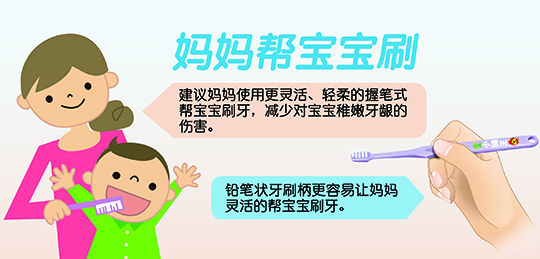 妈妈帮宝宝刷
建议妈妈使用更灵活、轻柔的握笔式
帮宝宝刷牙，减少对宝宝稚嫩牙龈的
伤害。
铅笔状牙刷柄更容易让妈妈
灵活的帮宝宝刷牙。